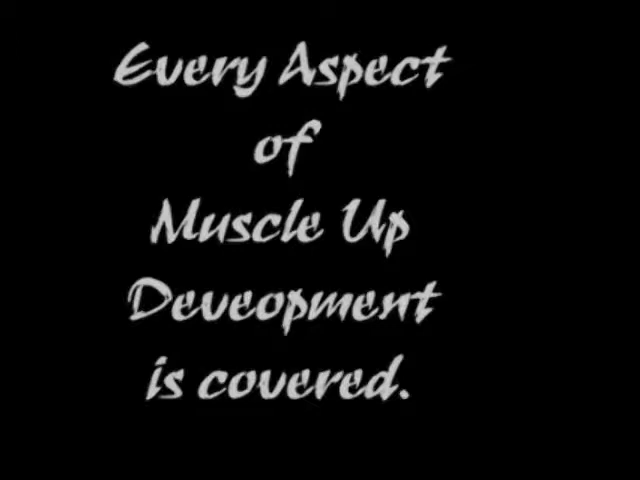 Every Aspect
of
Muscle Up
Deveopment
is covered.